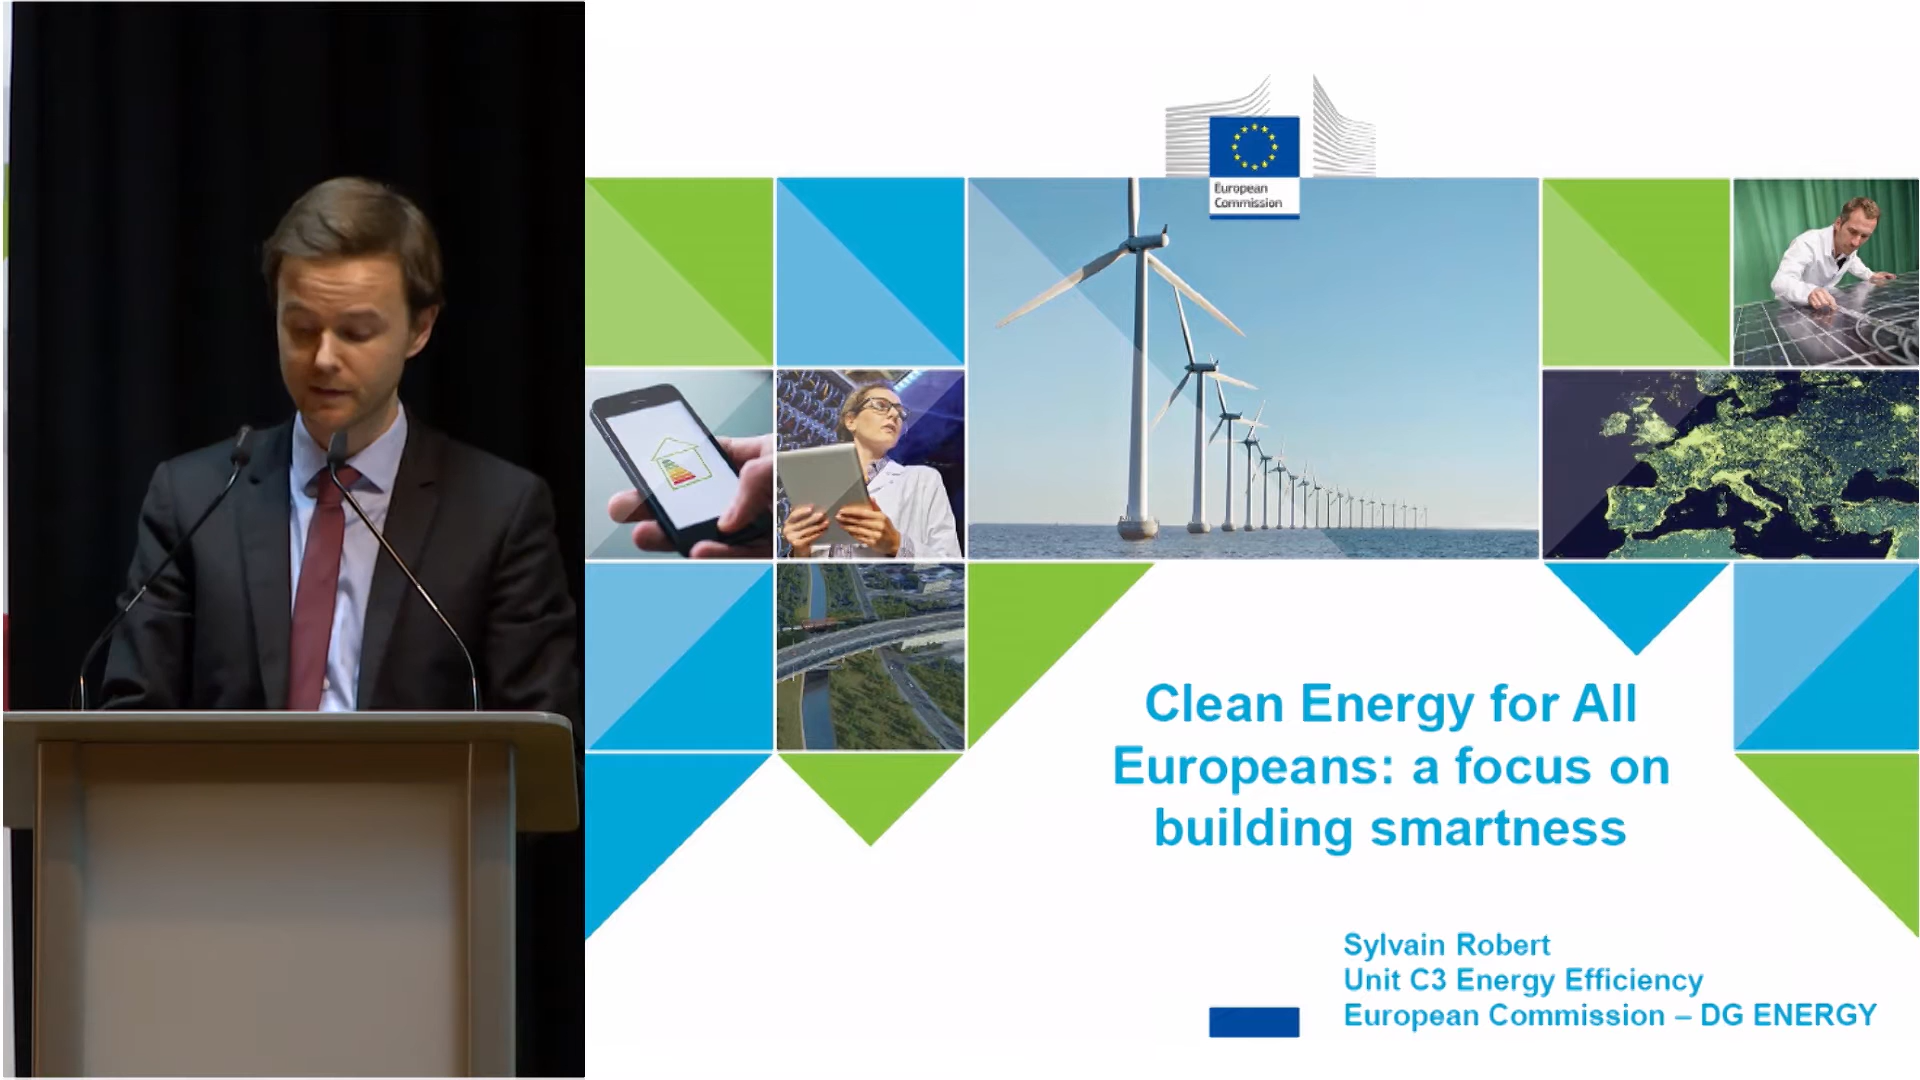 European
Commission
Clean Energy for All
Europeans: a focus on
building smartness
Sylvain Robert
Unit C3 Energy Efficiency
European Commission – DG ENERGY